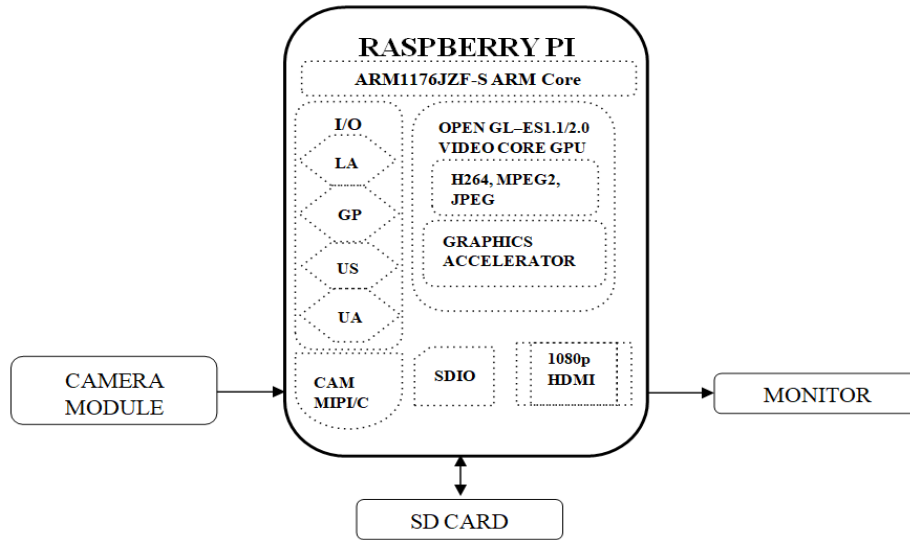 RASPBERRY PI
ARM1176JZF-S ARM Core
I/O
LA
GP
US
UA
OPEN GL–ES1.1/2.0
VIDEO CORE GPU
H264, MPEG2,
JPEG
GRAPHICS
ACCELERATOR
CAM
MIPI/C
SDIO
1080p
HDMI
CAMERA
MODULE
MONITOR
SD CARD